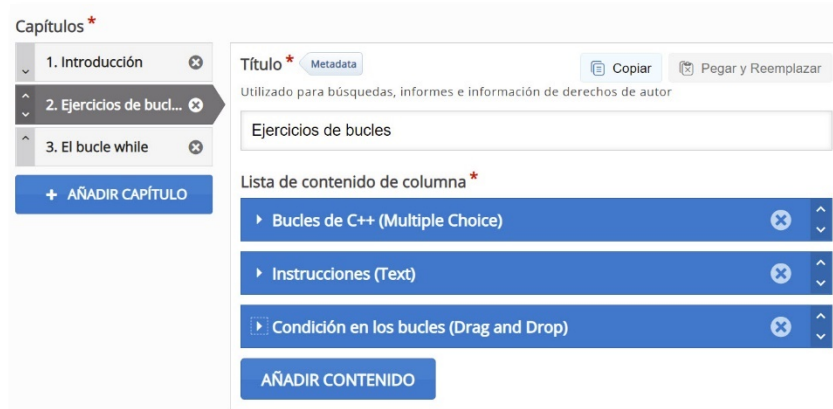 Capítulos *
1. Introducción
2. Ejercicios de bucl...
3. El bucle while
+ AÑADIR CAPÍTULO
Título * Metadata Copiar Pegar y Reemplazar
Utilizado para búsquedas, informes e información de derechos de autor
Ejercicios de bucles
Lista de contenido de columna *
Bucles de C++ (Multiple Choice)
Instrucciones (Text)
Condición en los bucles (Drag and Drop)
AÑADIR CONTENIDO